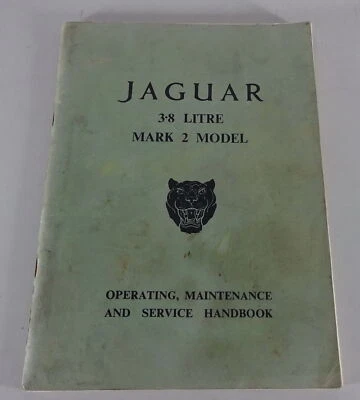 JAGUAR
3·8 LITRE
MARK 2 MODEL
OPERATING, MAINTENANCE
AND SERVICE HANDBOOK